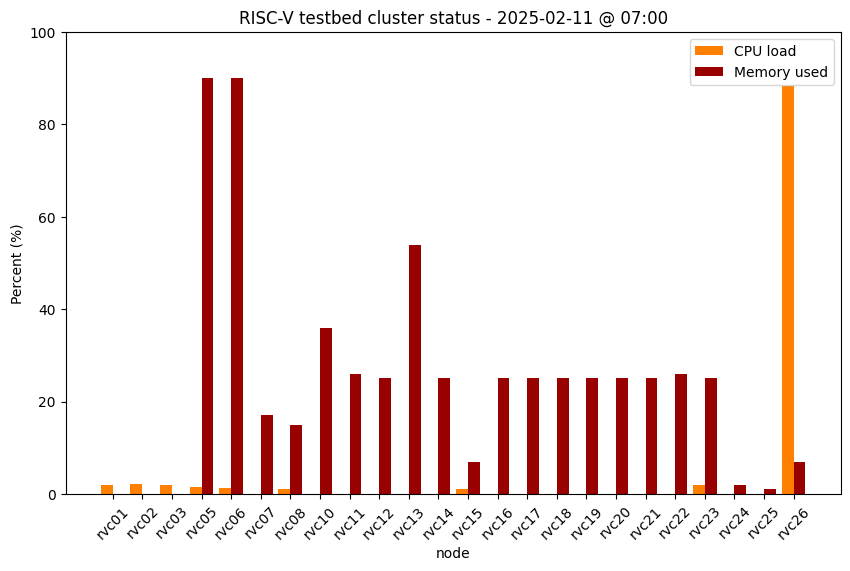 RISC-V testbed cluster status - 2025-02-11 @ 07:00
CPU load
Memory used
Percent (%)
100
80
60
40
20
0
rvc01
rvc02
rvc03
rvc05
rvc06
rvc07
rvc08
rvc10
rvc11
rvc12
rvc13
rvc14
rvc15
rvc16
rvc17
rvc18
rvc19
rvc20
rvc21
rvc22
rvc23
rvc24
rvc25
rvc26
node